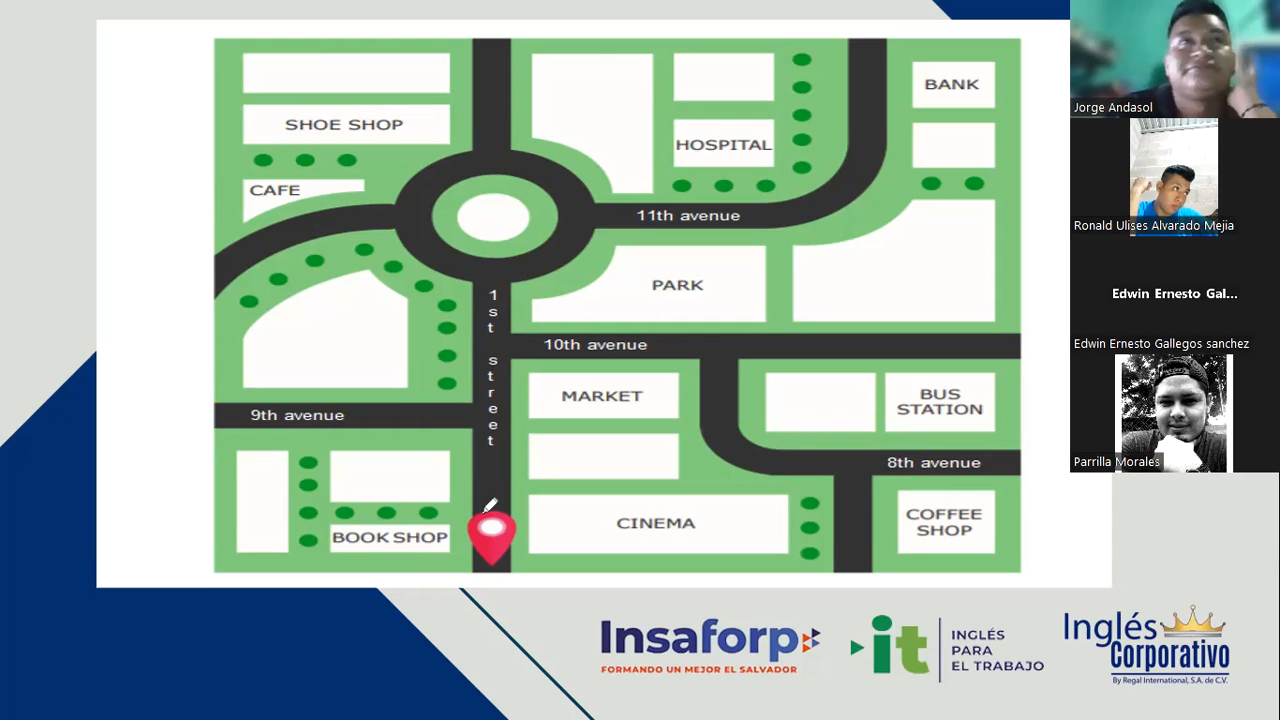 SHOE SHOP
CAFE
HOSPITAL
BANK
11th avenue
PARK
1st street
10th avenue
MARKET
BUS
STATION
9th avenue
8th avenue
BOOK SHOP
CINEMA
COFFEE
SHOP
Jorge Andasol
Ronald Ulises Alvarado Mejia
Edwin Ernesto Gal...
Edwin Ernesto Gallegos sanchez
Parrilla Morales
Insaforp
FORMANDO UN MEJOR EL SALVADOR
it
INGLÉS
PARA
EL TRABAJO
Inglés
Corporativo
By Regal International, S.A. de C.V.